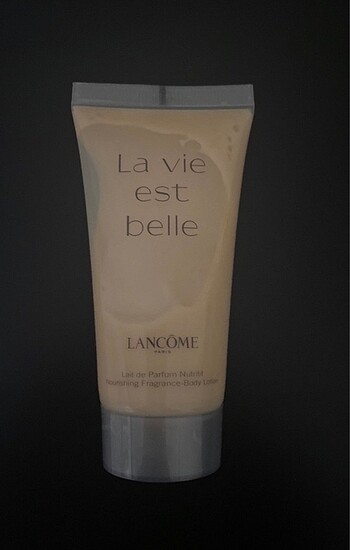 La vie
est
belle
LANCÔME
PARIS
Lait de Parfum Nutritif
Nourishing Fragrance-Body Lotion